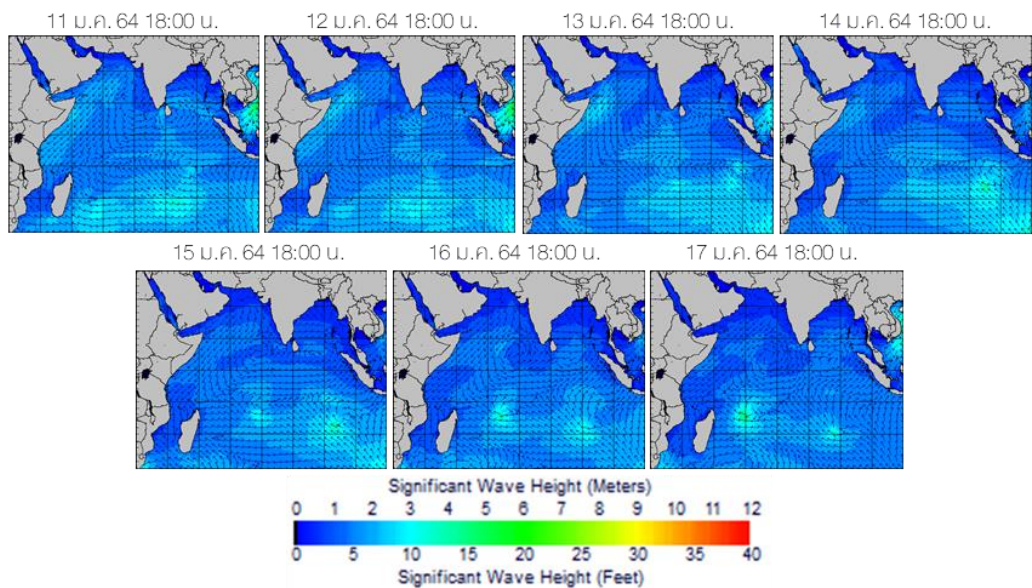 11 ม.ค. 64 18:00 น.
12 ม.ค. 64 18:00 น.
13 ม.ค. 64 18:00 น.
14 ม.ค. 64 18:00 น.
15 ม.ค. 64 18:00 น.
16 ม.ค. 64 18:00 น.
17 ม.ค. 64 18:00 น.
Significant Wave Height (Meters)
0 1 2 3 4 5 6 7 8 9 10 11 12
0 5 10 15 20 25 30 35 40
Significant Wave Height (Feet)